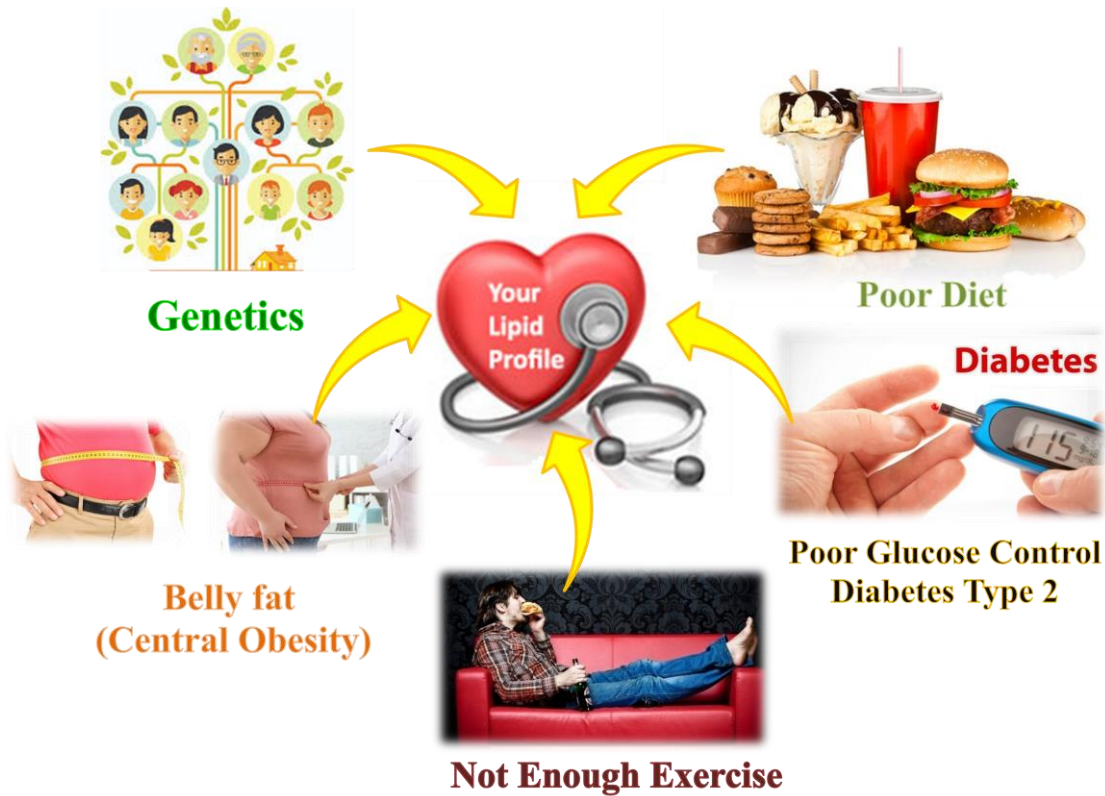 Your
Lipid
Profile
Genetics
Poor Diet
Diabetes
115
Poor Glucose Control
Diabetes Type 2
Belly fat
(Central Obesity)
Not Enough Exercise